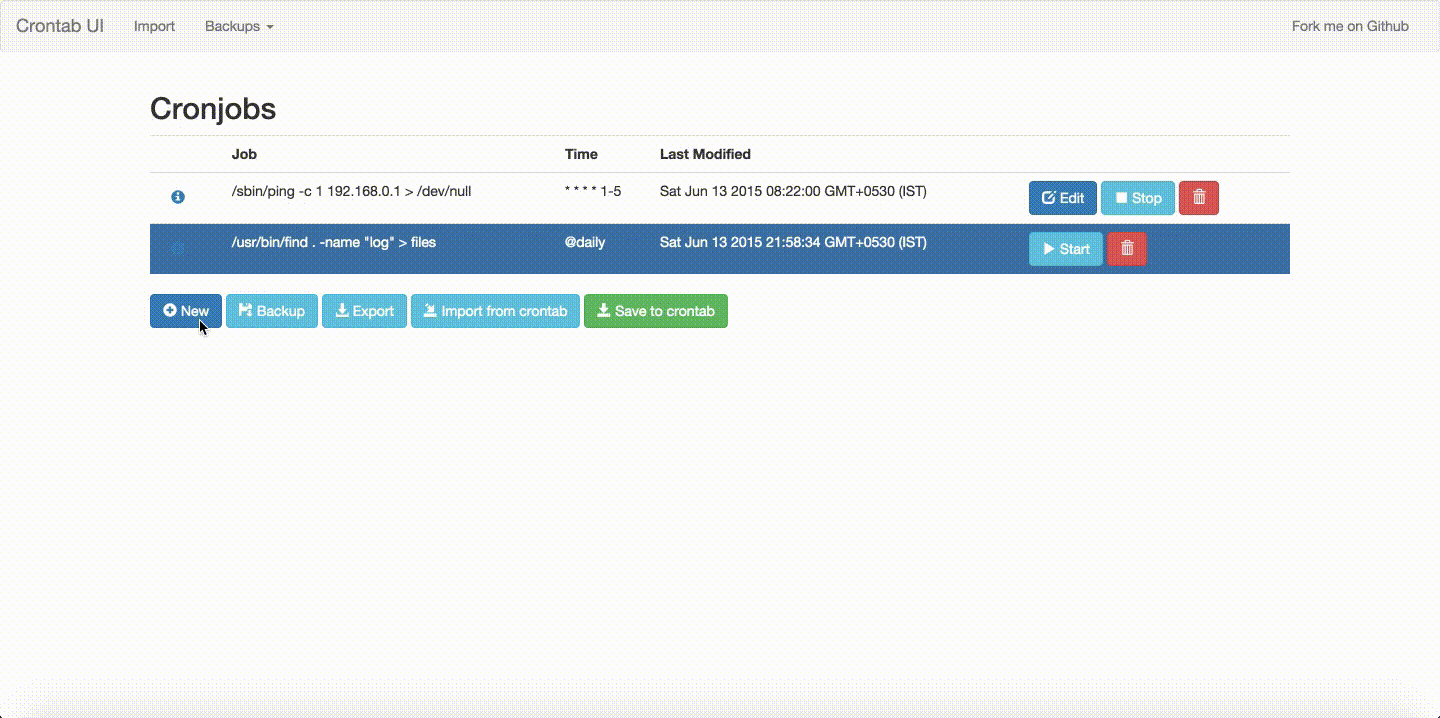 Crontab UI Import Backups Fork me on Github
Cronjobs
Job Time Last Modified
/sbin/ping -c 1 192.168.0.1 > /dev/null * * * * 1-5 Sat Jun 13 2015 08:22:00 GMT+0530 (IST) Edit Stop
/usr/bin/find . -name "log" > files @daily Sat Jun 13 2015 21:58:34 GMT+0530 (IST) Start
New Backup Export Import from crontab Save to crontab